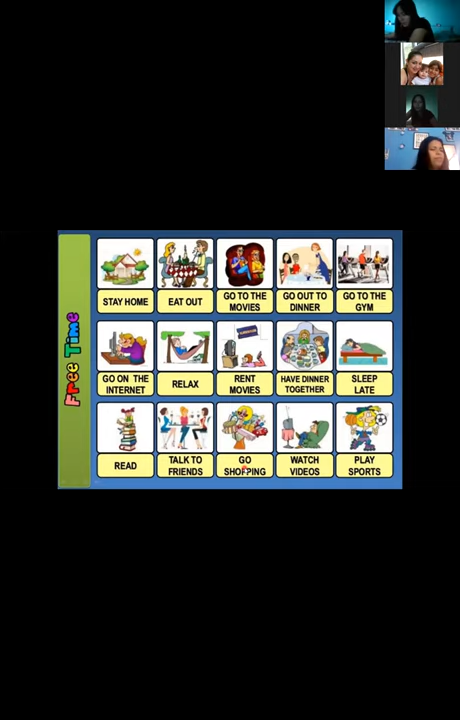 Free Time
STAY HOME
EAT OUT
GO TO THE
MOVIES
GO OUT TO
DINNER
GO TO THE
GYM
GO ON THE
INTERNET
RELAX
RENT
MOVIES
HAVE DINNER
TOGETHER
SLEEP
LATE
READ
TALK TO
FRIENDS
GO
SHOPPING
WATCH
VIDEOS
PLAY
SPORTS